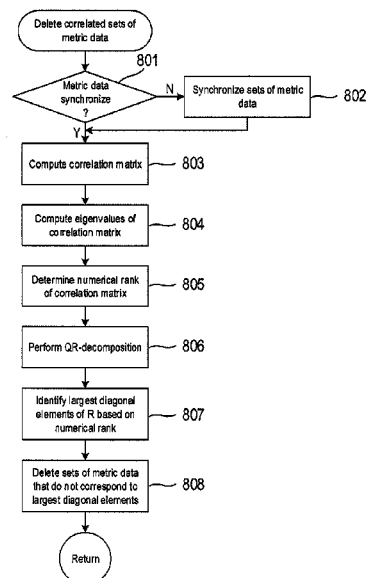 Delete correlated sets of
metric data
801
Metric data
synchronize
?
N
Synchronize sets of metric
data
802
Y
Compute correlation matrix
803
Compute eigenvalues of
correlation matrix
804
Determine numerical rank
of correlation matrix
805
Perform QR-decomposition
806
Identify largest diagonal
elements of R based on
numerical rank
807
Delete sets of metric data
that do not correspond to
largest diagonal elements
808
Return